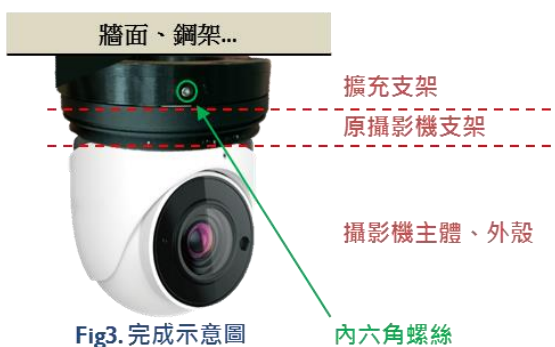 牆面、鋼架...
擴充支架
原攝影機支架
攝影機主體、外殼
Fig3. 完成示意圖
內六角螺絲